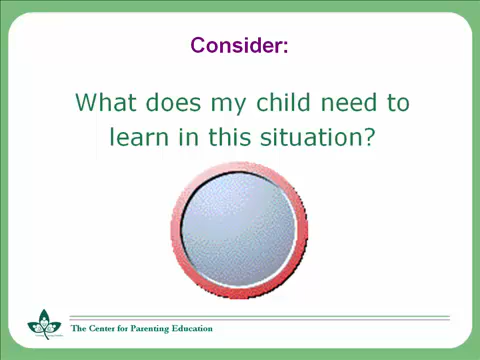 Consider:
What does my child need to
learn in this situation?
The Center for Parenting Education